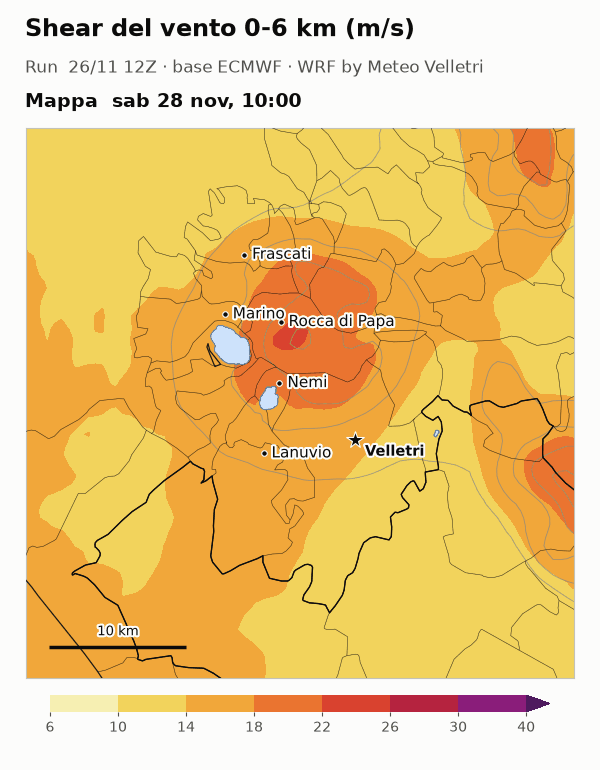 Shear del vento 0-6 km (m/s)
Run  26/11 12Z · base ECMWF · WRF by Meteo Velletri
Mappa  sab 28 nov, 10:00
Frascati
Marino
Rocca di Papa
Nemi
Velletri
Lanuvio
10 km
6 10 14 18 22 26 30 40